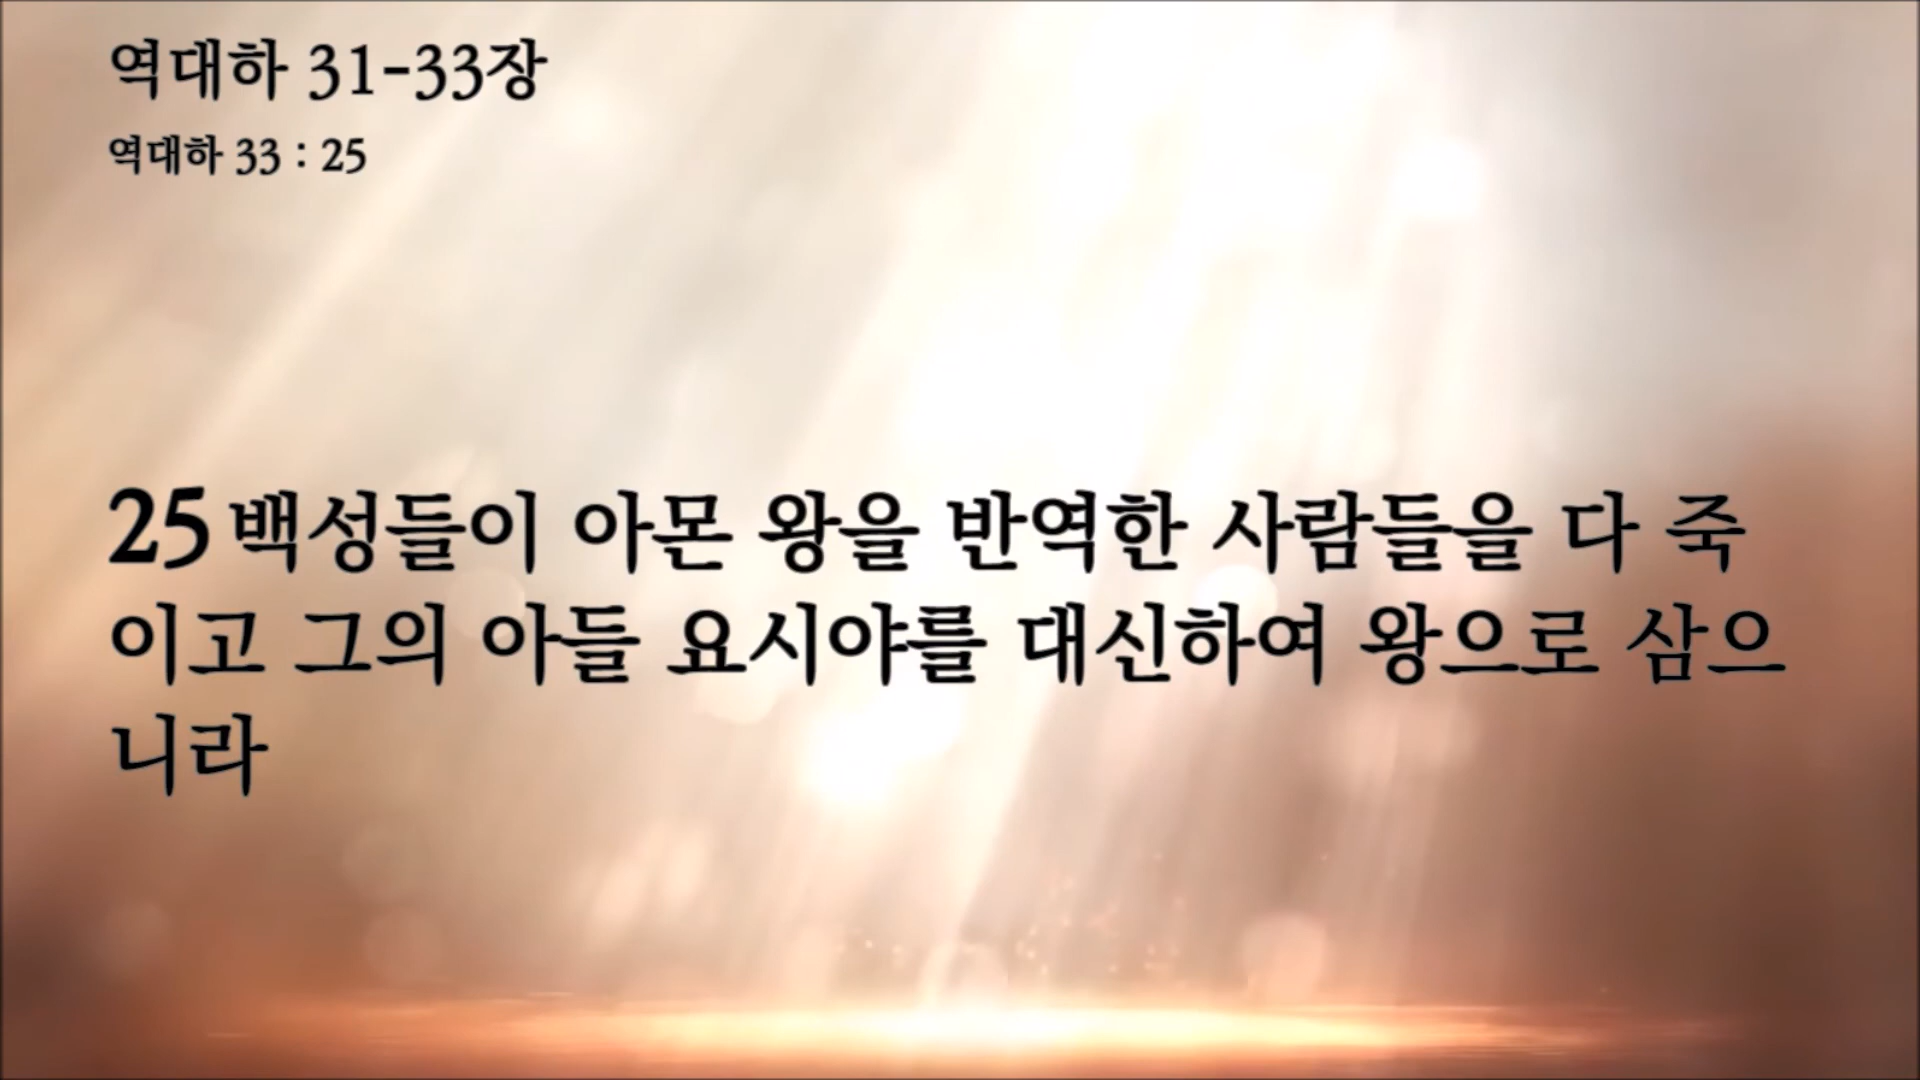 역대하 31-33장
역대하 33 : 25
25 백성들이 아몬 왕을 반역한 사람들을 다 죽
이고 그의 아들 요시야를 대신하여 왕으로 삼으
니라